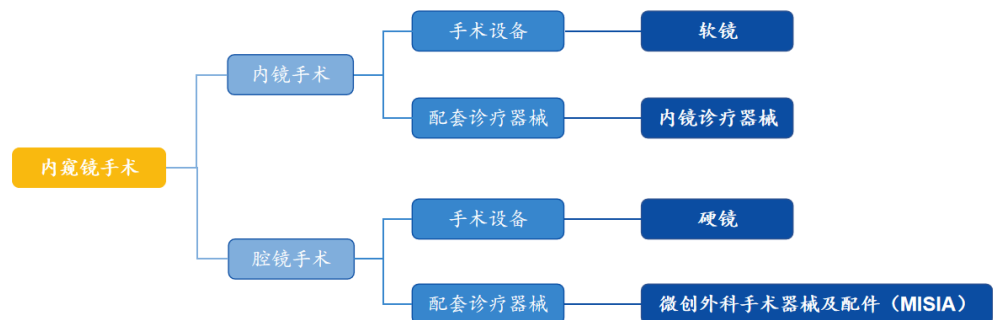 手术设备
软镜
内镜手术
配套诊疗器械
内镜诊疗器械
内窥镜手术
手术设备
硬镜
腔镜手术
配套诊疗器械
微创外科手术器械及配件（MISIA）